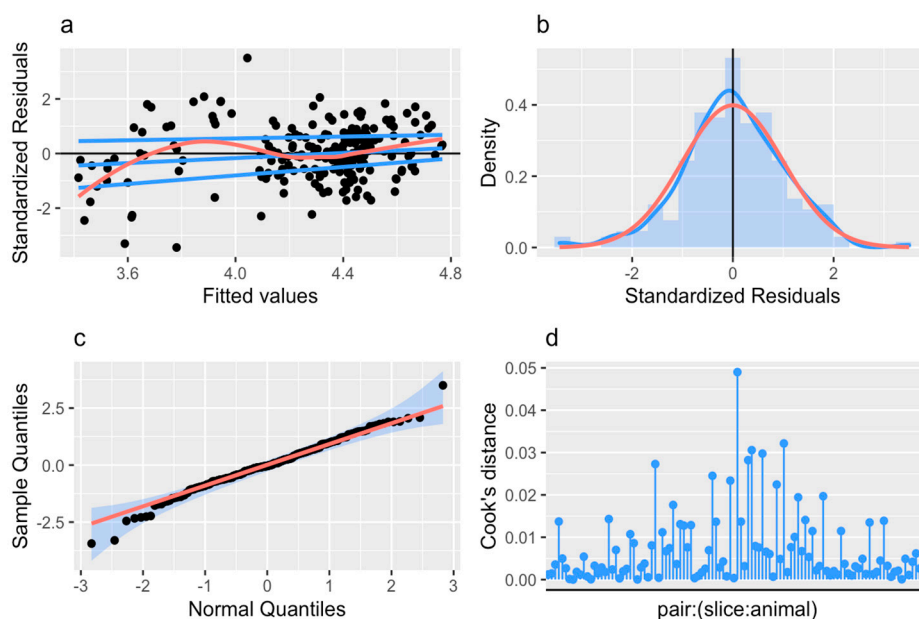 a
Standardized Residuals
2
0
-2
3.6
4.0
4.4
4.8
Fitted values
b
Density
0.4
0.2
0.0
-2
0
2
Standardized Residuals
c
Sample Quantiles
2.5
0.0
-2.5
-3
-2
-1
0
1
2
3
Normal Quantiles
d
Cook's distance
0.05
0.04
0.03
0.02
0.01
0.00
pair:(slice:animal)